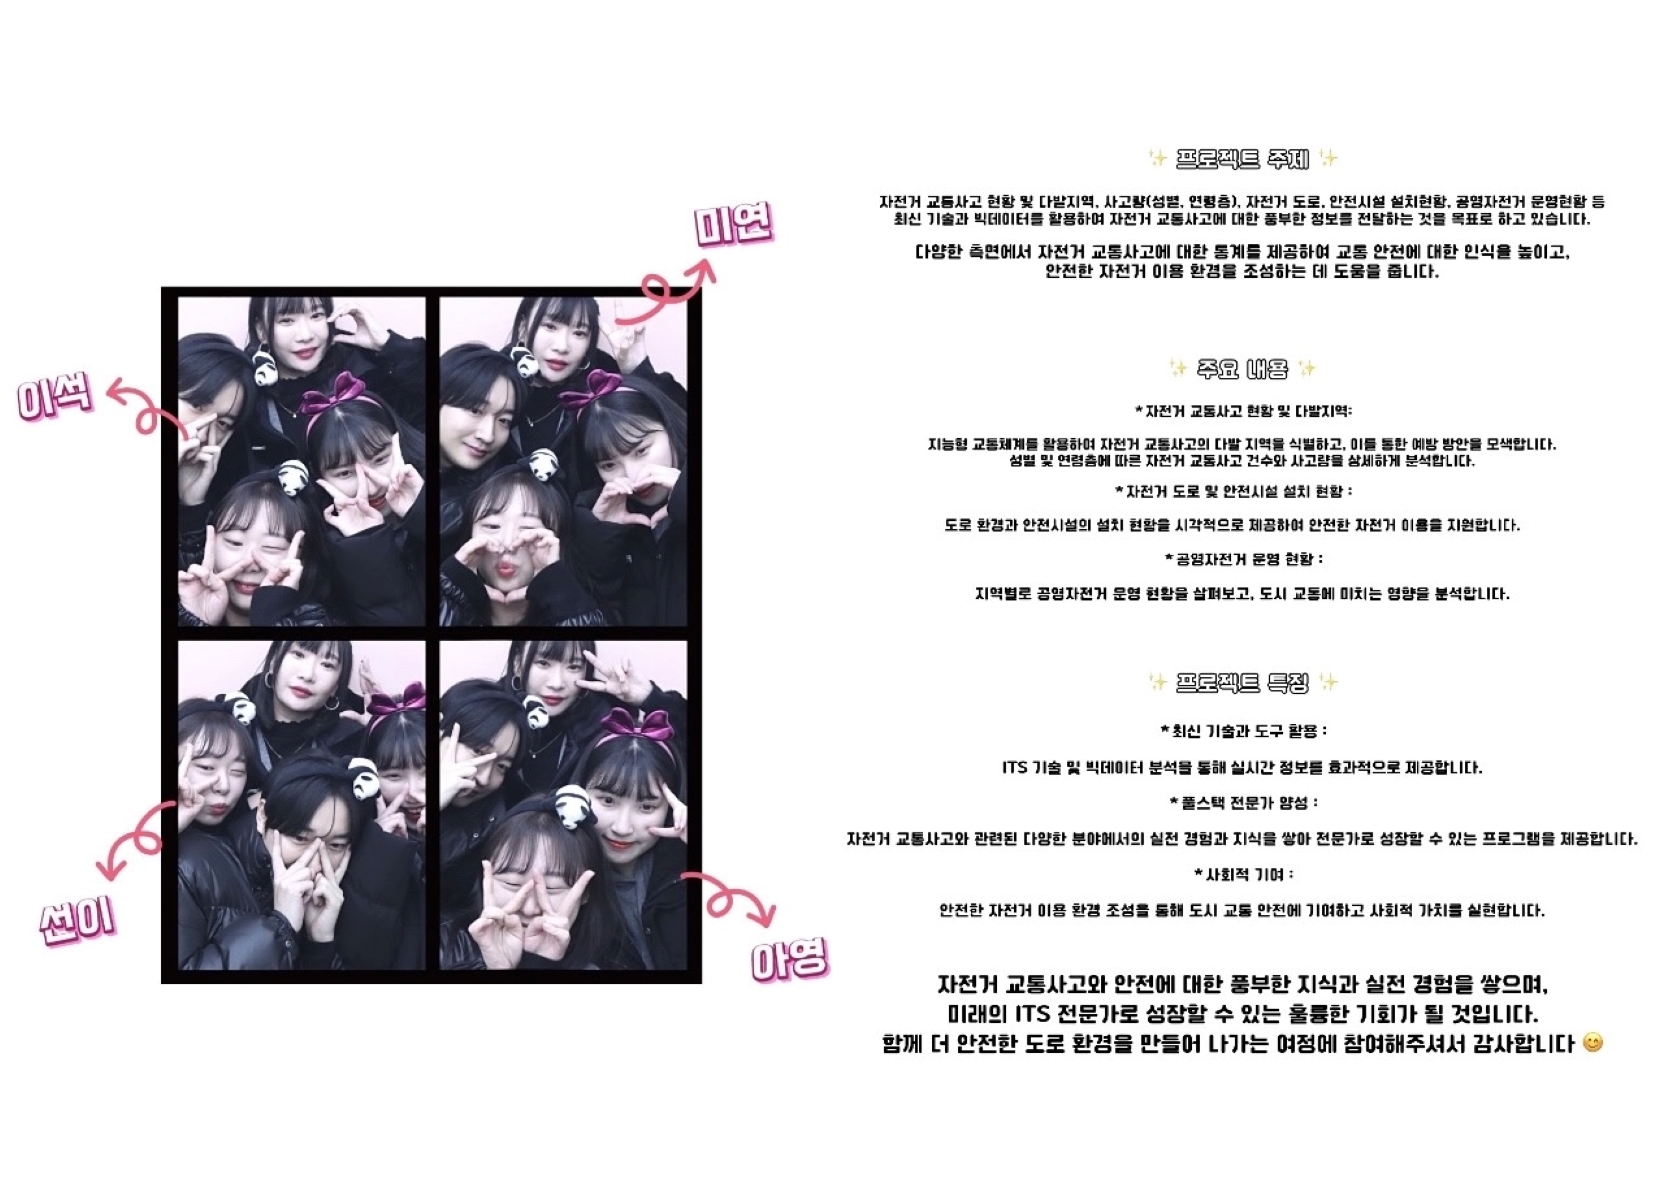 미연
이석
선이
아영
✨ 프로젝트 주제 ✨
자전거 교통사고 현황 및 다발지역, 사고량(성별, 연령층), 자전거 도로, 안전시설 설치현황, 공영자전거 운영현황 등
최신 기술과 빅데이터를 활용하여 자전거 교통사고에 대한 풍부한 정보를 전달하는 것을 목표로 하고 있습니다.
다양한 측면에서 자전거 교통사고에 대한 통계를 제공하여 교통 안전에 대한 인식을 높이고,
안전한 자전거 이용 환경을 조성하는 데 도움을 줍니다.
✨ 주요 내용 ✨
*자전거 교통사고 현황 및 다발지역:
지능형 교통체계를 활용하여 자전거 교통사고의 다발 지역을 식별하고, 이를 통한 예방 방안을 모색합니다.
성별 및 연령층에 따른 자전거 교통사고 건수와 사고량을 상세하게 분석합니다.
*자전거 도로 및 안전시설 설치 현황 :
도로 환경과 안전시설의 설치 현황을 시각적으로 제공하여 안전한 자전거 이용을 지원합니다.
*공영자전거 운영 현황 :
지역별로 공영자전거 운영 현황을 살펴보고, 도시 교통에 미치는 영향을 분석합니다.
✨ 프로젝트 특징 ✨
*최신 기술과 도구 활용 :
ITS 기술 및 빅데이터 분석을 통해 실시간 정보를 효과적으로 제공합니다.
*풀스택 전문가 양성 :
자전거 교통사고와 관련된 다양한 분야에서의 실전 경험과 지식을 쌓아 전문가로 성장할 수 있는 프로그램을 제공합니다.
*사회적 기여 :
안전한 자전거 이용 환경 조성을 통해 도시 교통 안전에 기여하고 사회적 가치를 실현합니다.
자전거 교통사고와 안전에 대한 풍부한 지식과 실전 경험을 쌓으며,
미래의 ITS 전문가로 성장할 수 있는 훌륭한 기회가 될 것입니다.
함께 더 안전한 도로 환경을 만들어 나가는 여정에 참여해주셔서 감사합니다 😊